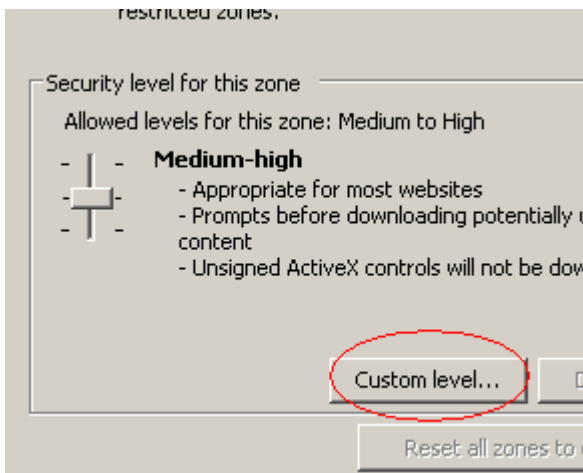 restricted zones.
Security level for this zone
Allowed levels for this zone: Medium to High
Medium-high
- Appropriate for most websites
- Prompts before downloading potentially
content
- Unsigned ActiveX controls will not be
Custom level...
Reset all zones to